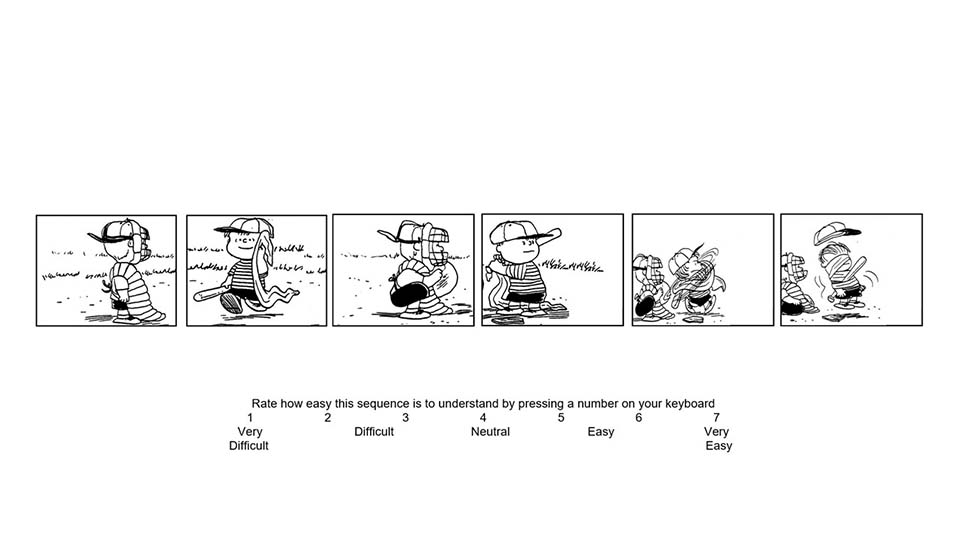 Rate how easy this sequence is to understand by pressing a number on your keyboard
1 2 3 4 5 6 7
Very Difficult Neutral Easy Very
Difficult Easy